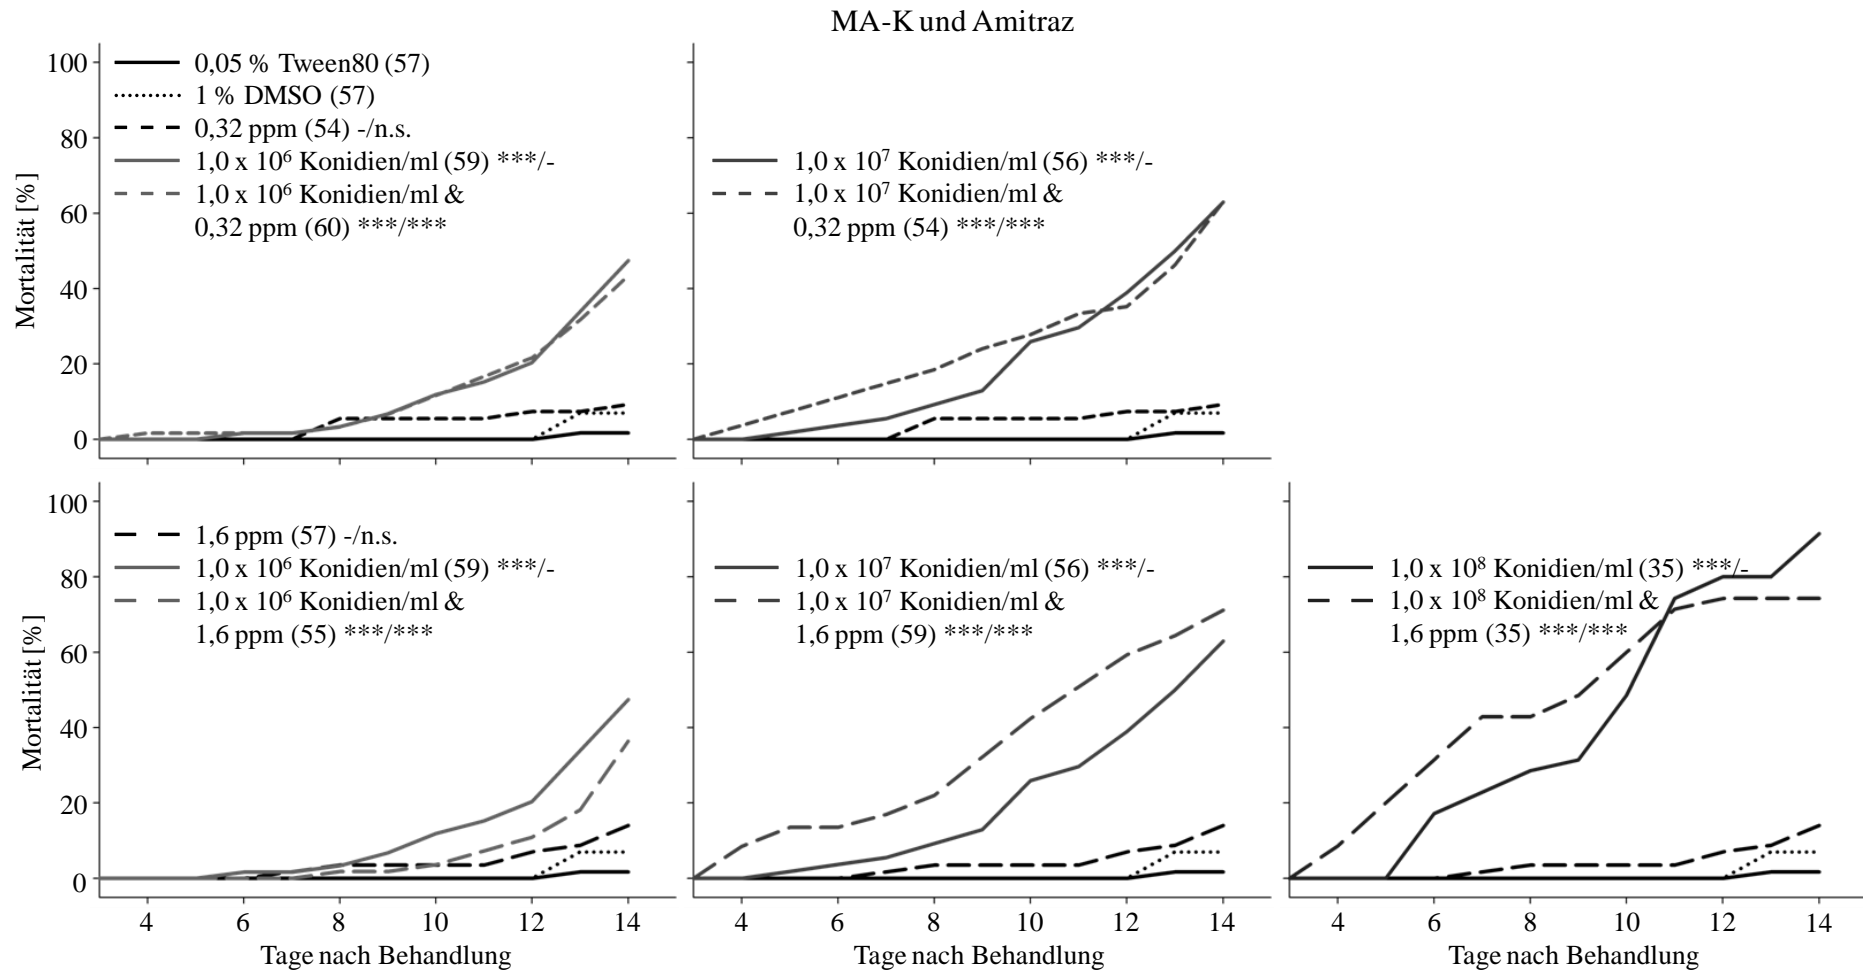 MA-K und Amitraz
Mortalität [%]
100
80
60
40
20
0
0,05 % Tween80 (57)
1 % DMSO (57)
0,32 ppm (54) -/n.s.
1,0 x 10⁶ Konidien/ml (59) ***/-
1,0 x 10⁶ Konidien/ml &
0,32 ppm (60) ***/***
1,0 x 10⁷ Konidien/ml (56) ***/-
1,0 x 10⁷ Konidien/ml &
0,32 ppm (54) ***/***
Mortalität [%]
100
80
60
40
20
0
1,6 ppm (57) -/n.s.
1,0 x 10⁶ Konidien/ml (59) ***/-
1,0 x 10⁶ Konidien/ml &
1,6 ppm (55) ***/***
4 6 8 10 12 14
Tage nach Behandlung
1,0 x 10⁷ Konidien/ml (56) ***/-
1,0 x 10⁷ Konidien/ml &
1,6 ppm (59) ***/***
4 6 8 10 12 14
Tage nach Behandlung
1,0 x 10⁸ Konidien/ml (35) ***/-
1,0 x 10⁸ Konidien/ml &
1,6 ppm (35) ***/***
4 6 8 10 12 14
Tage nach Behandlung